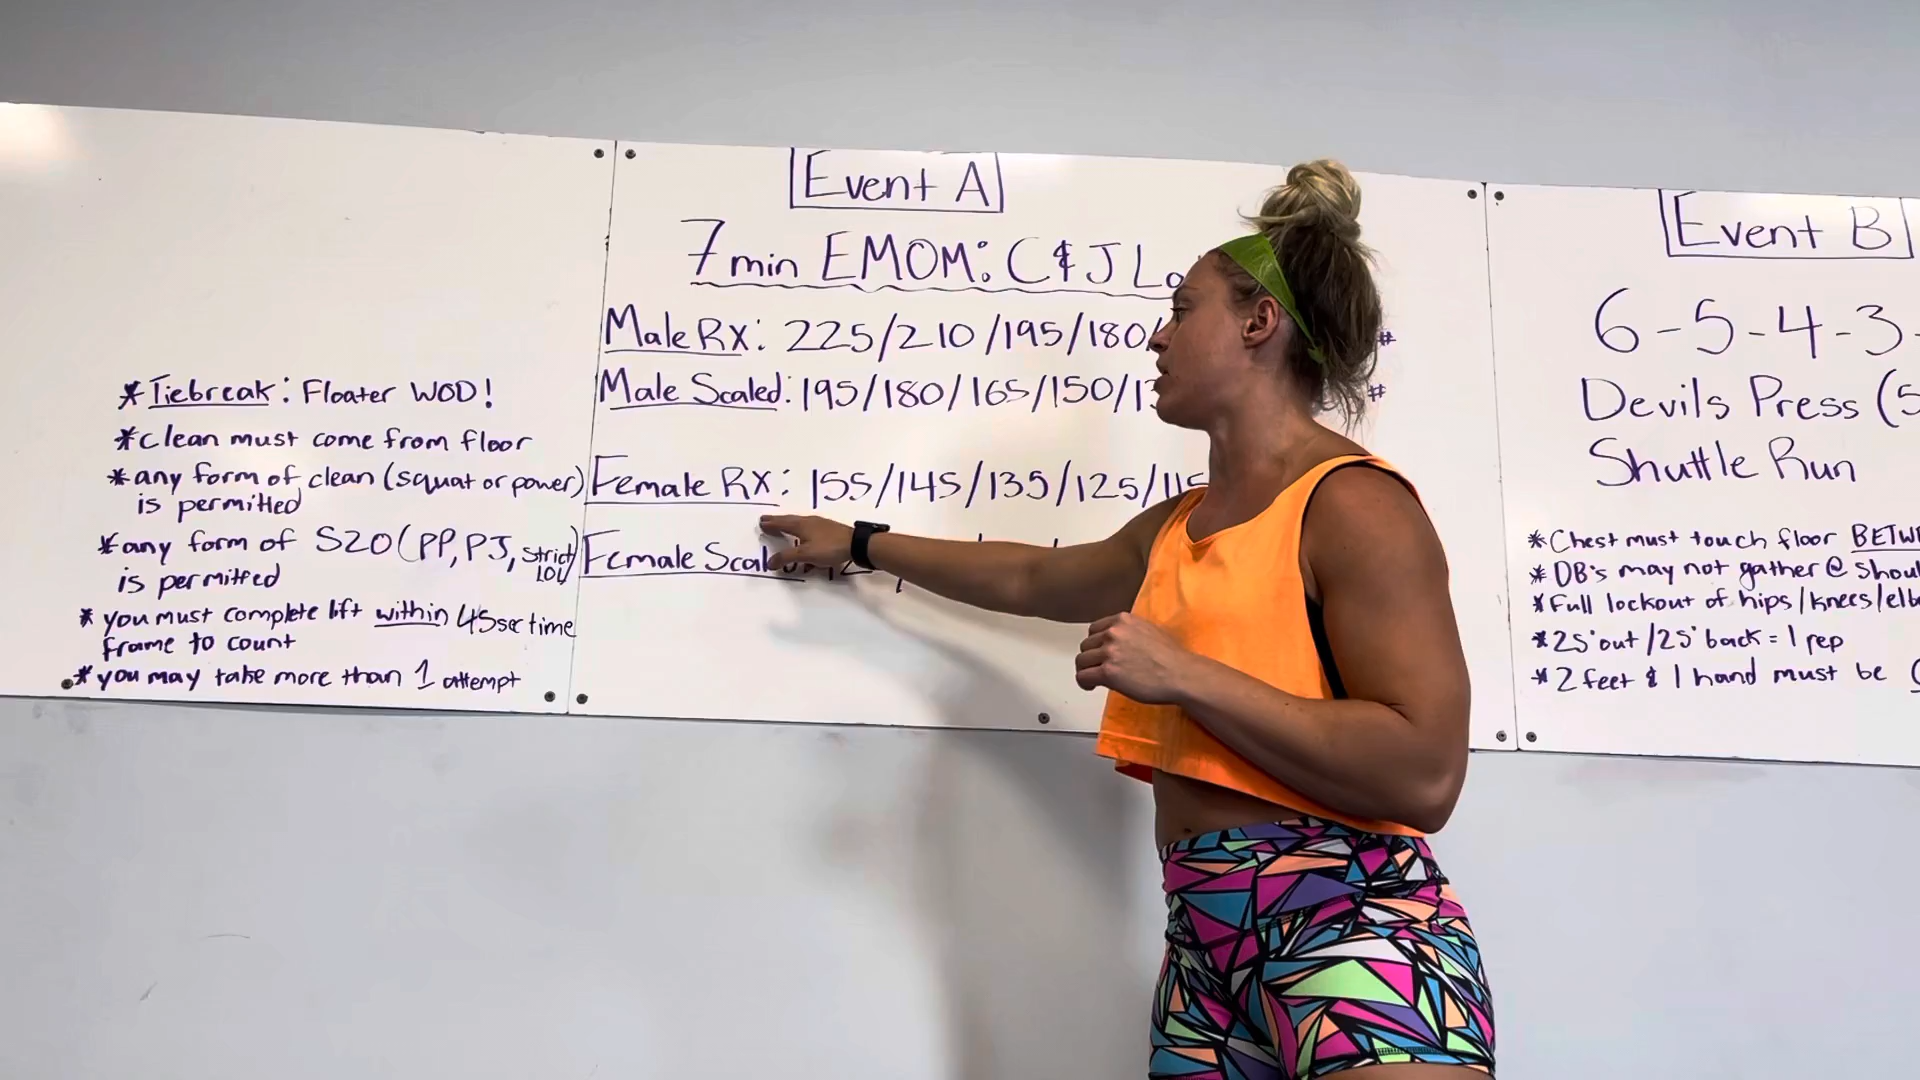 * Tiebreak: Floater WOD!
* clean must come from floor
* any form of clean (squat or power)
is permitted
* any form of S2O (PP, PJ, strict)
LOL
is permitted
* you must complete lift within 45sec time
frame to count
* you may take more than 1 attempt
Event A
7 min EMOM: C & J
Male RX: 225/210/195/180/
#
Male Scaled: 195/180/165/150/
#
Female RX: 155/145/135/125/115
Female
Event B
6-5-4-3-
Devils Press (
Shuttle Run
* Chest must touch floor
* DB's may not gather @
* Full lockout of hips/knees/
* 25' out/25' back = 1 rep
* 2 feet & 1 hand must be